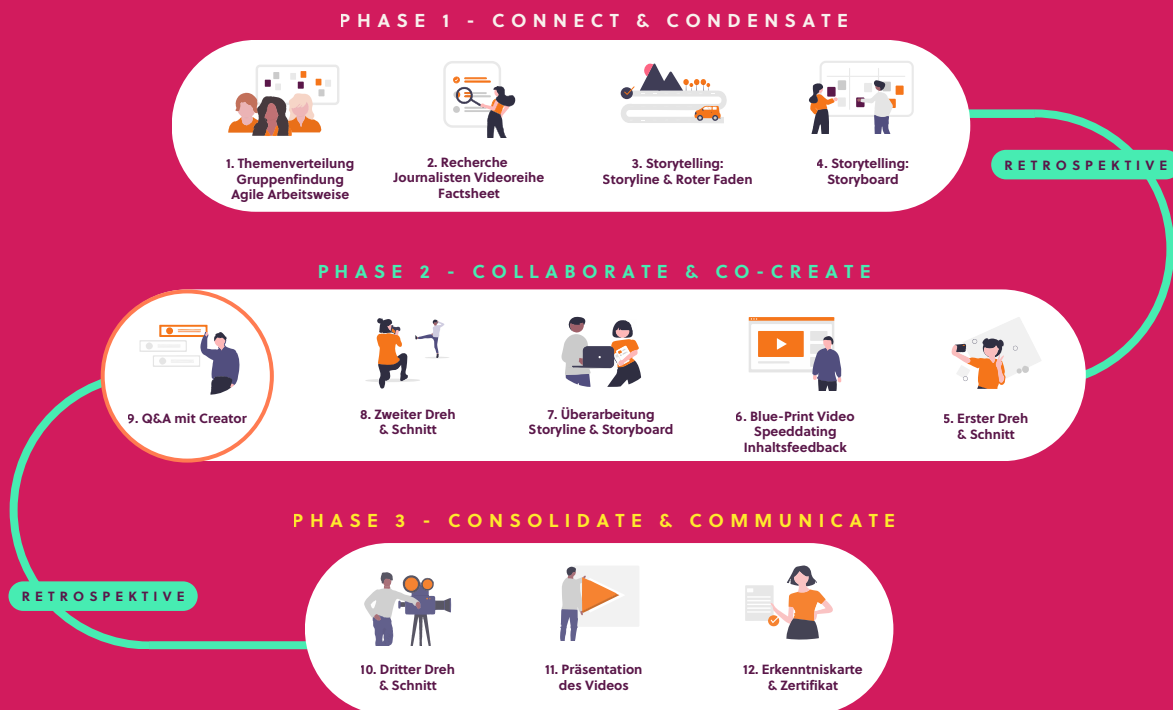 PHASE 1 - CONNECT & CONDENSATE
1. Themenverteilung
Gruppenfindung
Agile Arbeitsweise
2. Recherche
Journalisten Videoreihe
Factsheet
3. Storytelling:
Storyline & Roter Faden
4. Storytelling:
Storyboard
RETROSPEKTIVE
PHASE 2 - COLLABORATE & CO-CREATE
9. Q&A mit Creator
8. Zweiter Dreh
& Schnitt
7. Überarbeitung
Storyline & Storyboard
6. Blue-Print Video
Speeddating
Inhaltsfeedback
5. Erster Dreh
& Schnitt
PHASE 3 - CONSOLIDATE & COMMUNICATE
RETROSPEKTIVE
10. Dritter Dreh
& Schnitt
11. Präsentation
des Videos
12. Erkenntniskarte
& Zertifikat